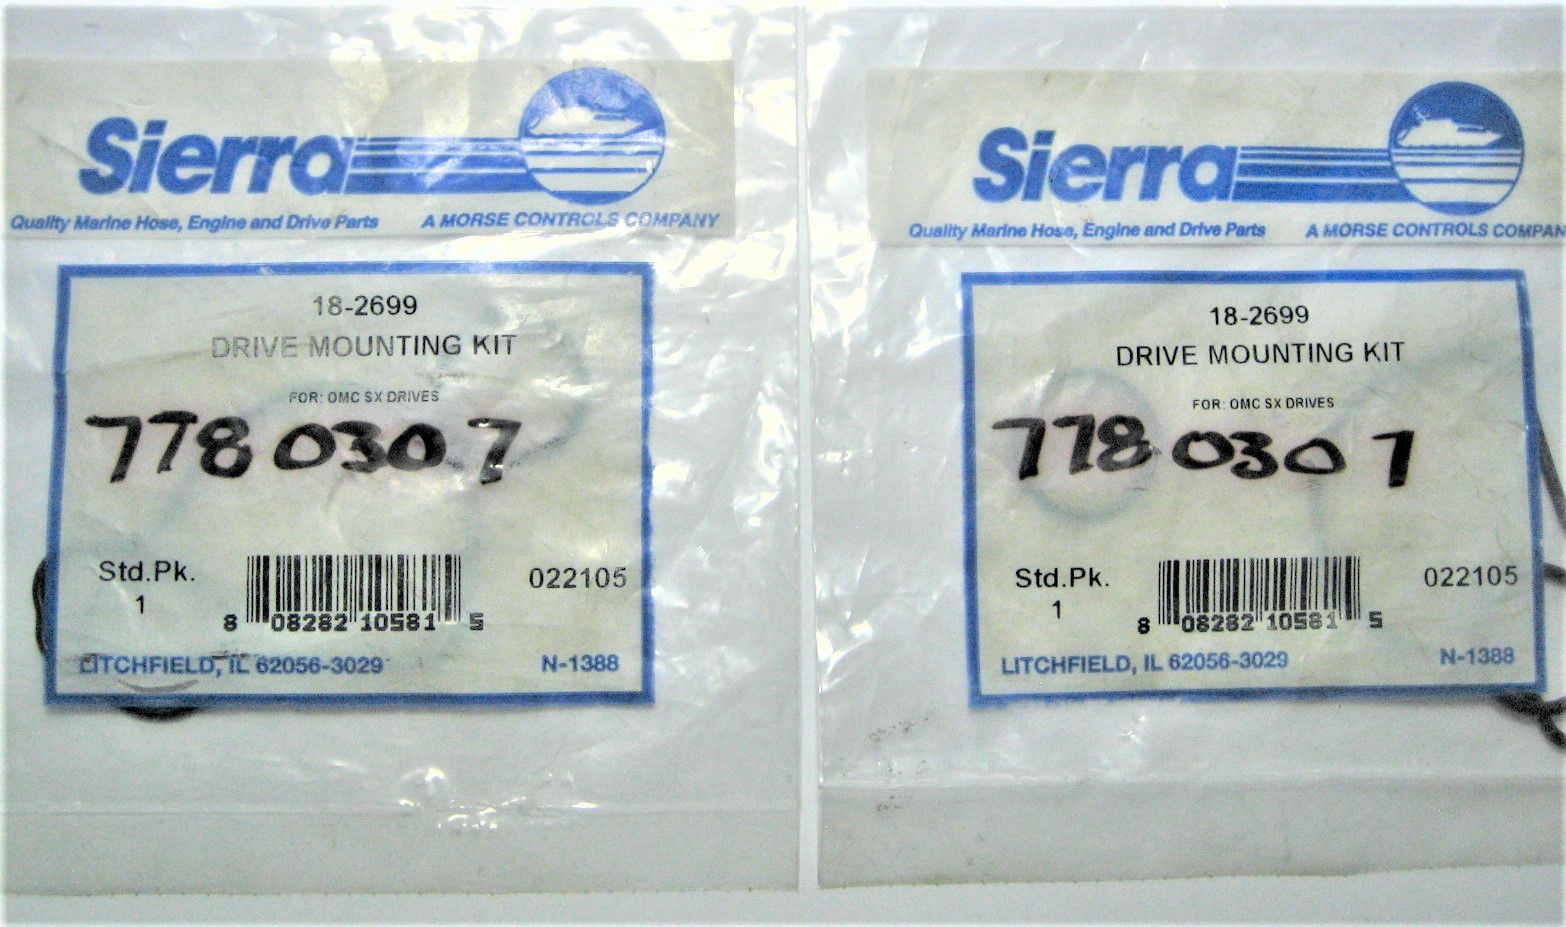 Sierra
Quality Marine Hose, Engine and Drive Parts A MORSE CONTROLS COMPANY
18-2699
DRIVE MOUNTING KIT
FOR: OMC SX DRIVES
778 030 7
Std.Pk. 022105
1
8 08282 10581 5
LITCHFIELD, IL 62056-3029 N-1388
Sierra
Quality Marine Hose, Engine and Drive Parts A MORSE CONTROLS COMPAN
18-2699
DRIVE MOUNTING KIT
FOR: OMC SX DRIVES
778 030 7
Std.Pk. 022105
1
8 08282 10581 5
LITCHFIELD, IL 62056-3029 N-1388